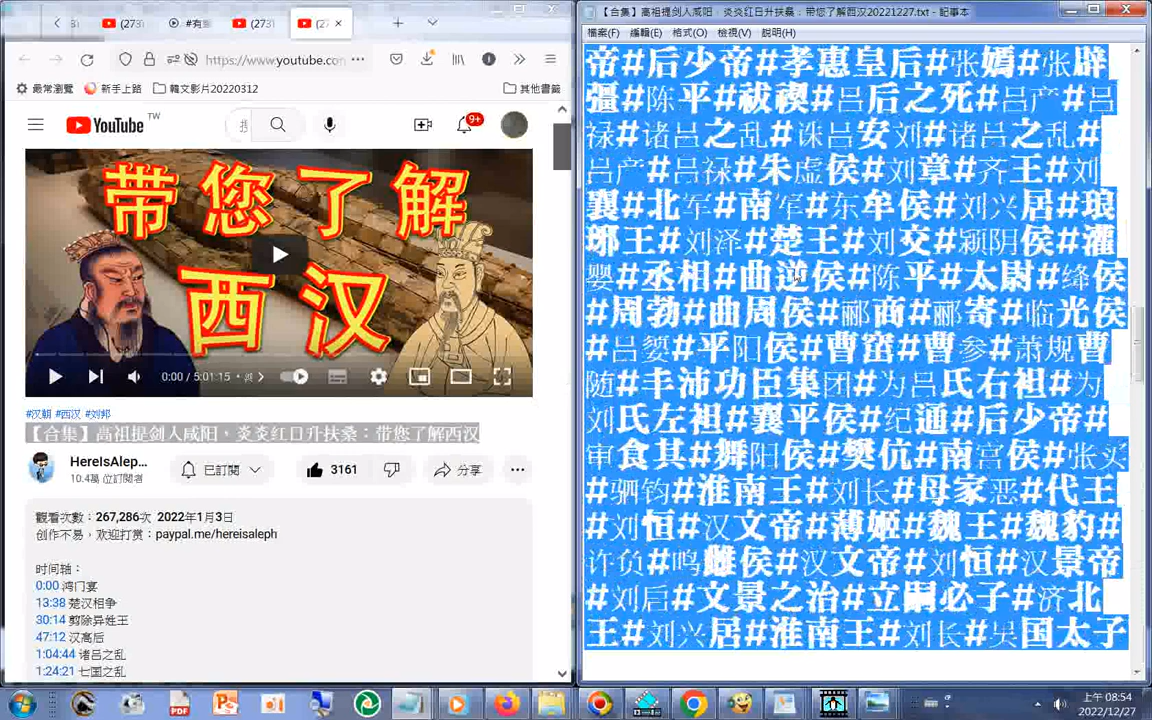 (273)
#有
(273)
https://www.youtube.com
最常瀏覽 新手上路 韓文影片20220312 其他書籤
YouTube TW
9+
带您了解
西汉
0:00 / 5:01:15
#汉朝 #西汉 #刘邦
【合集】高祖提剑入咸阳，炎炎红日升扶桑：带您了解西汉
HereIsAlep...
10.4萬 位訂閱者
已訂閱
3161
分享
觀看次數：267,286次 2022年1月3日
创作不易，欢迎打赏：paypal.me/hereisaleph
时间轴：
0:00 鸿门宴
13:38 楚汉相争
30:14 剪除异姓王
47:12 汉高后
1:04:44 诸吕之乱
1:24:21 七国之乱
【合集】高祖提剑入咸阳，炎炎红日升扶桑：带您了解西汉20221227.txt - 記事本
檔案(F) 編輯(E) 格式(O) 檢視(V) 說明(H)
帝#后少帝#孝惠皇后#张嫣#张辟
彊#陈平#祓禊#吕后之死#吕产#吕
禄#诸吕之乱#诛吕安刘#诸吕之乱#
吕产#吕禄#朱虚侯#刘章#齐王#刘
襄#北军#南军#东牟侯#刘兴居#琅
邪王#刘泽#楚王#刘交#颍阴侯#灌
婴#丞相#曲逆侯#陈平#太尉#绛侯
#周勃#曲周侯#郦商#郦寄#临光侯
#吕嬃#平阳侯#曹窋#曹参#萧规曹
随#丰沛功臣集团#为吕氏右袒#为
刘氏左袒#襄平侯#纪通#后少帝#
审食其#舞阳侯#樊伉#南宫侯#张买
#驷钧#淮南王#刘长#母家恶#代王
#刘恒#汉文帝#薄姬#魏王#魏豹#
许负#鸣雌侯#汉文帝#刘恒#汉景帝
#刘启#文景之治#立嗣必子#济北
王#刘兴居#淮南王#刘长#吴国太子
上午 08:54
2022/12/27